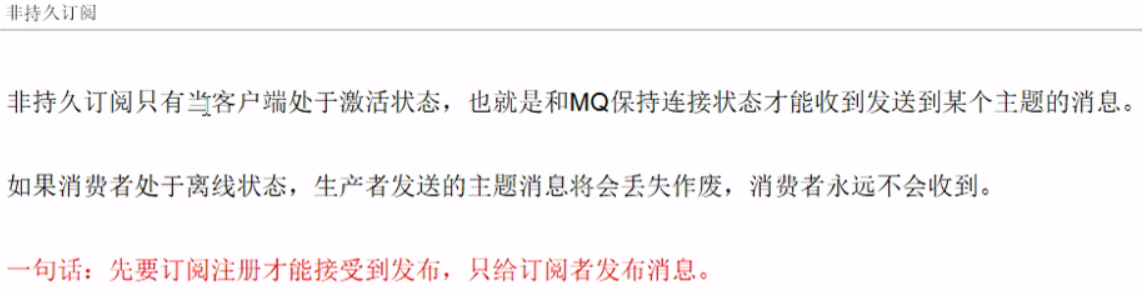 非持久订阅
非持久订阅只有当客户端处于激活状态，也就是和MQ保持连接状态才能收到发送到某个主题的消息。
如果消费者处于离线状态，生产者发送的主题消息将会丢失作废，消费者永远不会收到。
一句话：先要订阅注册才能接受到发布，只给订阅者发布消息。